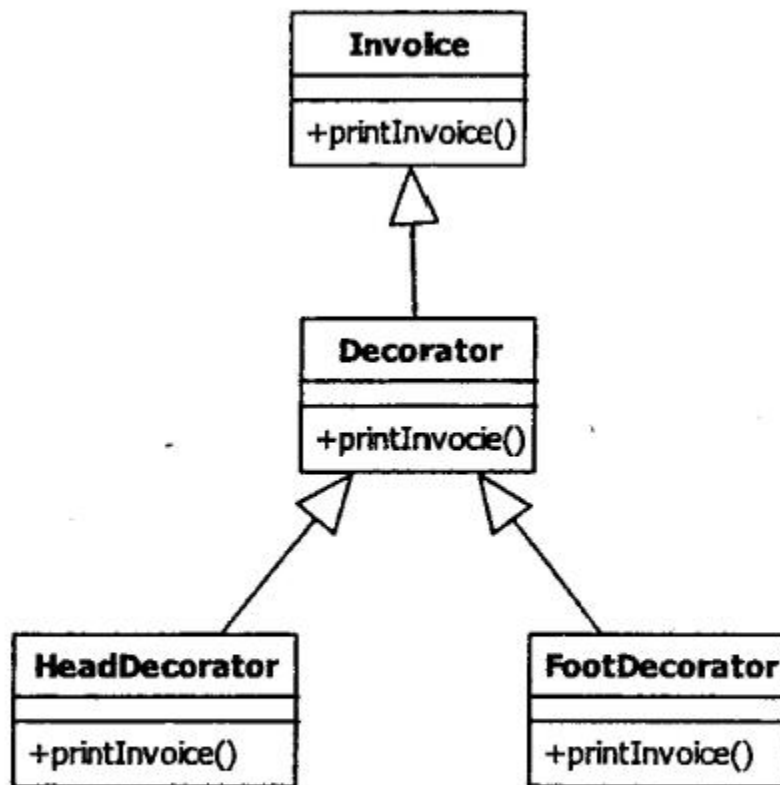 Invoice
+printInvoice()
Decorator
+printInvocie()
HeadDecorator
+printInvoice()
FootDecorator
+printInvoice()